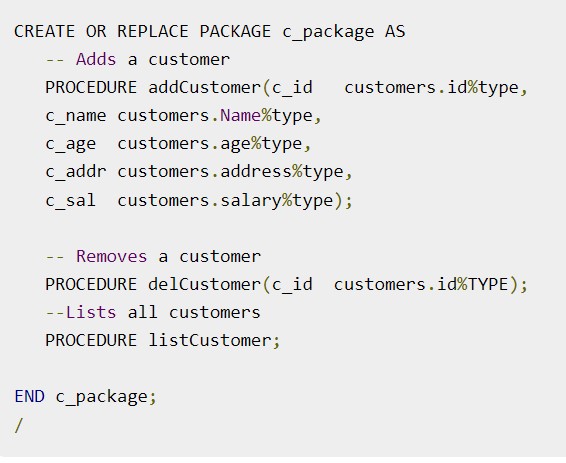 CREATE OR REPLACE PACKAGE c_package AS
   -- Adds a customer
   PROCEDURE addCustomer(c_id   customers.id%type,
   c_name customers.Name%type,
   c_age  customers.age%type,
   c_addr customers.address%type,
   c_sal  customers.salary%type);

   -- Removes a customer
   PROCEDURE delCustomer(c_id  customers.id%TYPE);
   --Lists all customers
   PROCEDURE listCustomer;

END c_package;
/